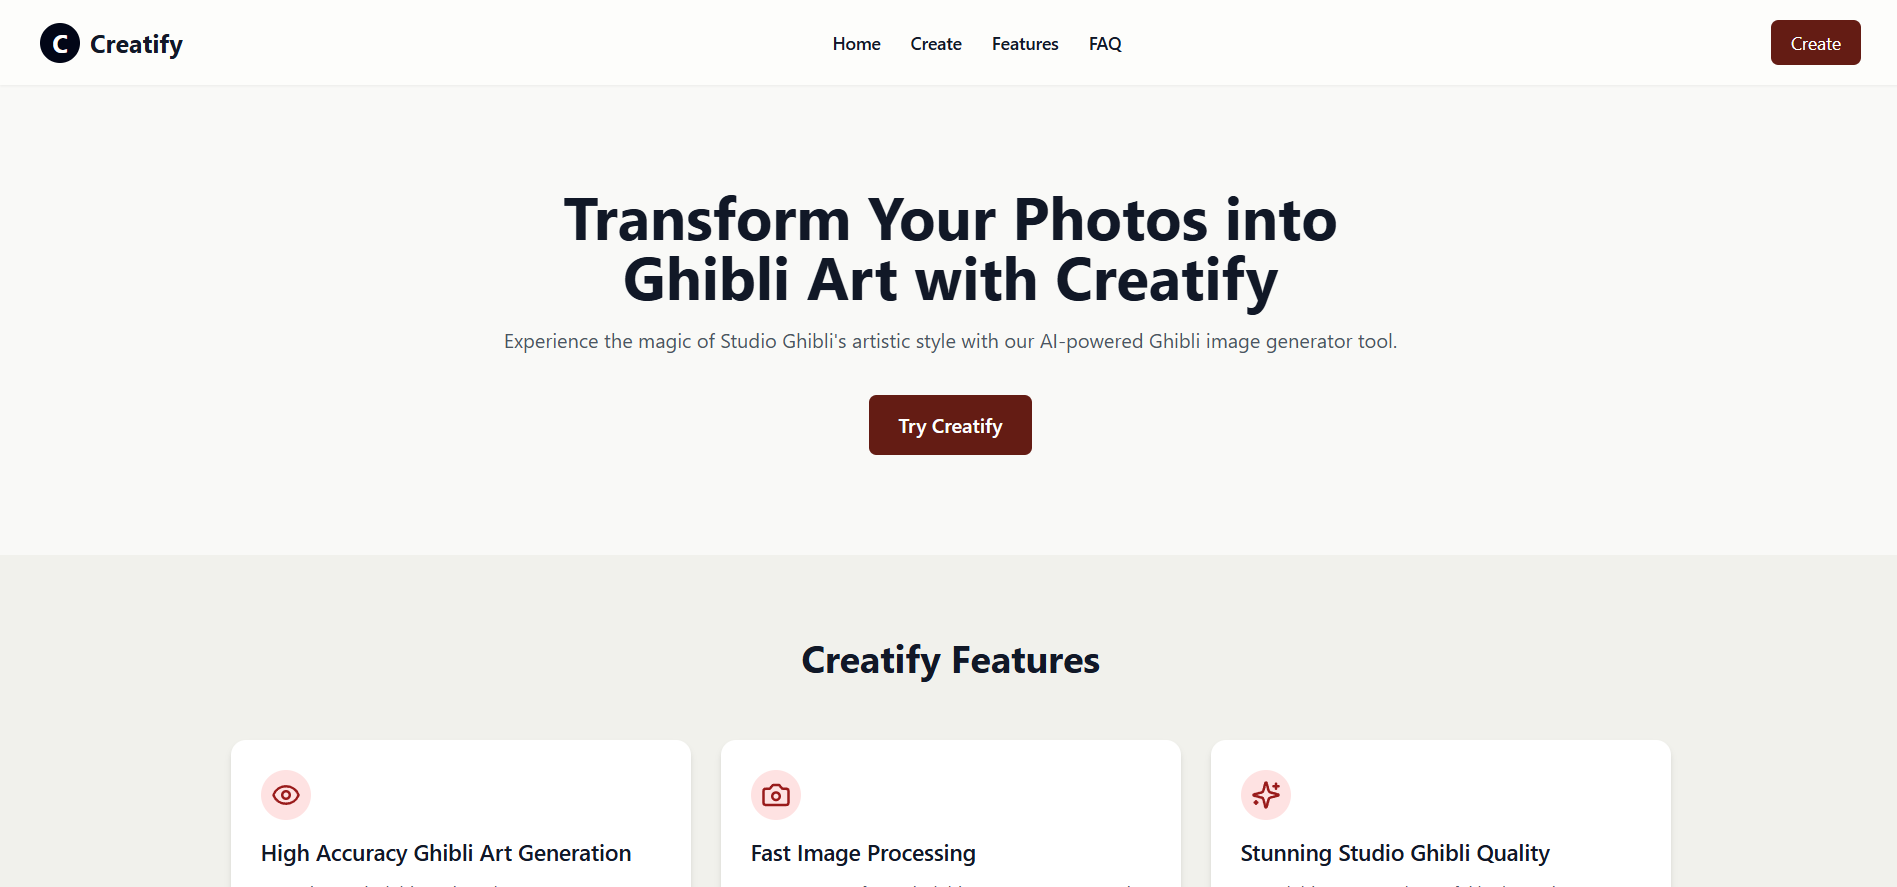 C Creatify
Home Create Features FAQ
Create
Transform Your Photos into
Ghibli Art with Creatify
Experience the magic of Studio Ghibli's artistic style with our AI-powered Ghibli image generator tool.
Try Creatify
Creatify Features
High Accuracy Ghibli Art Generation
Fast Image Processing
Stunning Studio Ghibli Quality